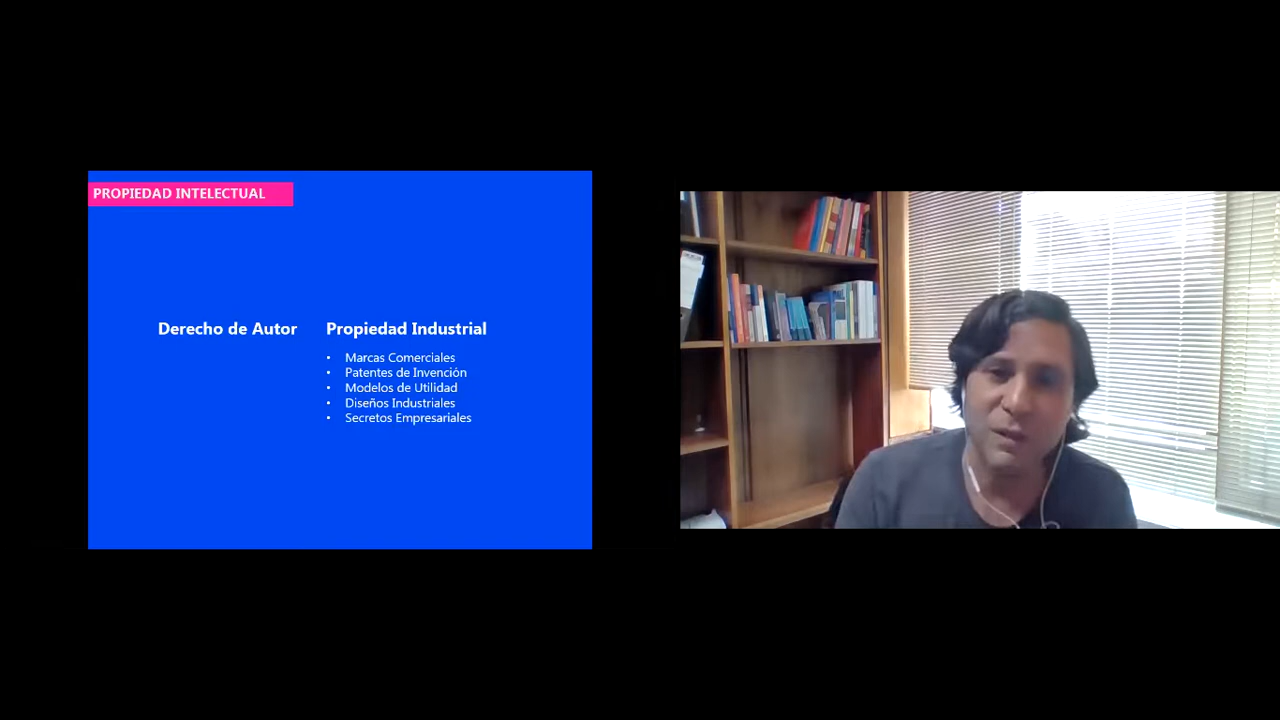 PROPIEDAD INTELECTUAL
Derecho de Autor
Propiedad Industrial
• Marcas Comerciales
• Patentes de Invención
• Modelos de Utilidad
• Diseños Industriales
• Secretos Empresariales